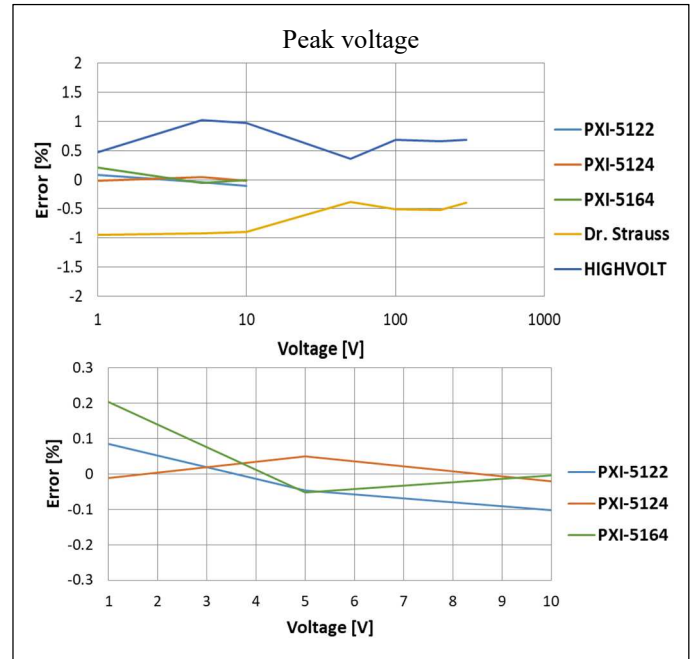 Peak voltage
2
1.5
1
0.5
0
-0.5
-1
-1.5
-2
Error [%]
1 10 100 1000
Voltage [V]
PXI-5122
PXI-5124
PXI-5164
Dr. Strauss
HIGHVOLT
0.3
0.2
0.1
0
-0.1
-0.2
-0.3
Error [%]
1 2 3 4 5 6 7 8 9 10
Voltage [V]
PXI-5122
PXI-5124
PXI-5164